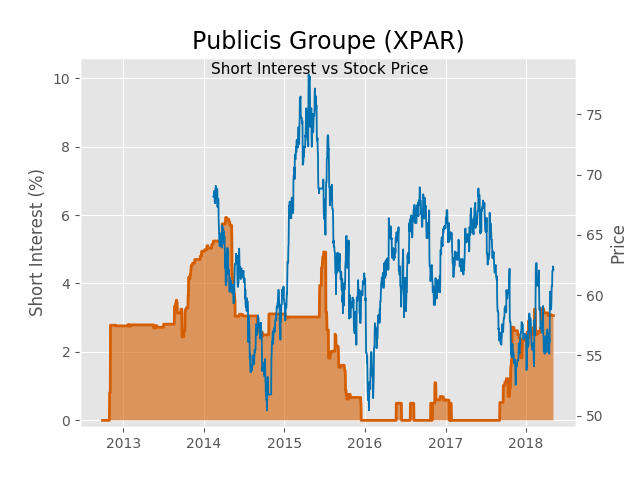 Publicis Groupe (XPAR)
Short Interest vs Stock Price
Short Interest (%)
10
8
6
4
2
0
75
70
65
60
55
50
Price
2013 2014 2015 2016 2017 2018